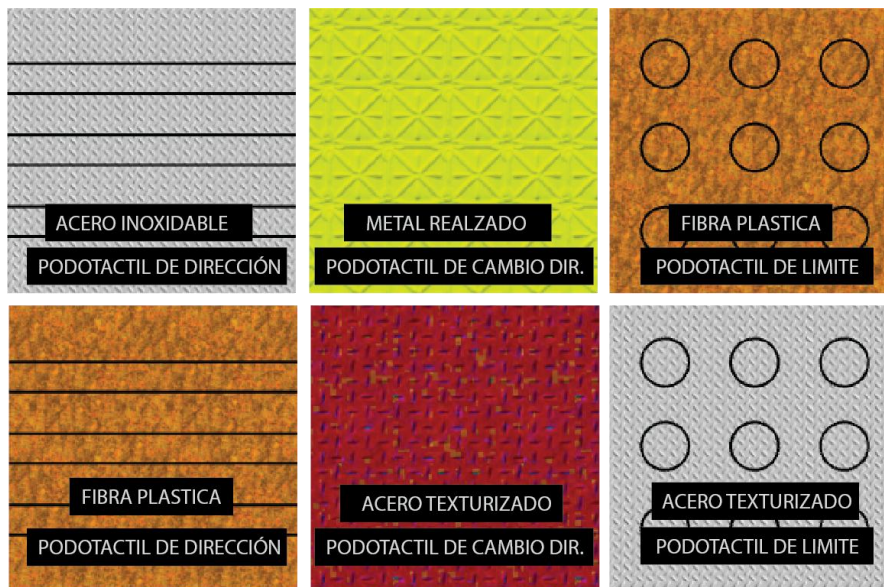 ACERO INOXIDABLE
PODOTACTIL DE DIRECCIÓN
METAL REALZADO
PODOTACTIL DE CAMBIO DIR.
FIBRA PLASTICA
PODOTACTIL DE LIMITE
FIBRA PLASTICA
PODOTACTIL DE DIRECCIÓN
ACERO TEXTURIZADO
PODOTACTIL DE CAMBIO DIR.
ACERO TEXTURIZADO
PODOTACTIL DE LIMITE